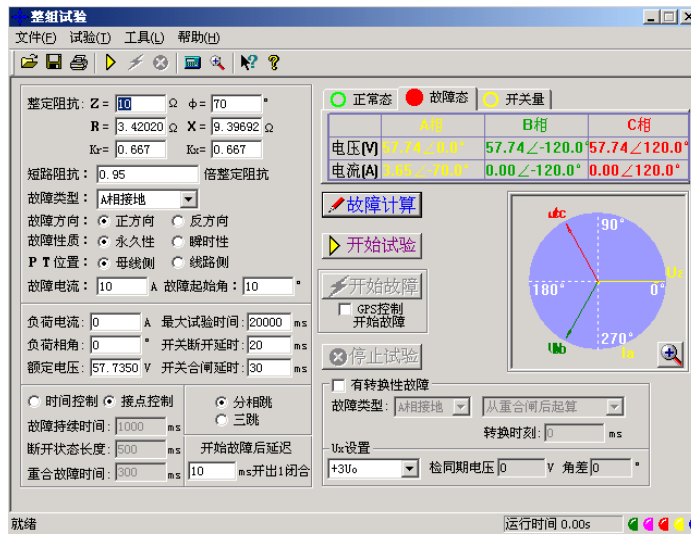 整组试验
文件(F) 试验(T) 工具(L) 帮助(H)
整定阻抗: Z = 10 Ω ф = 70 °
R = 3.42020 Ω X = 9.39692 Ω
Kr= 0.667 Kx= 0.667
短路阻抗: 0.95 倍整定阻抗
故障类型: A相接地
故障方向: 正方向 反方向
故障性质: 永久性 瞬时性
P T 位置: 母线侧 线路侧
故障电流: 10 A 故障起始角: 10 °
负荷电流: 0 A 最大试验时间: 20000 ms
负荷相角: 0 ° 开关断开延时: 20 ms
额定电压: 57.7350 V 开关合闸延时: 30 ms
时间控制 接点控制
故障持续时间: 1000 ms
断开状态长度: 500 ms
重合故障时间: 300 ms
分相跳
三跳
开始故障后延迟
10 ms开出1闭合
正常态 故障态 开关量
A相 B相 C相
电压(V) 57.74∠0.0° 57.74∠-120.0° 57.74∠120.0°
电流(A) 3.65∠-70.0° 0.00∠-120.0° 0.00∠120.0°
故障计算
开始试验
开始故障
GPS控制
开始故障
停止试验
90°
180° 0°
270°
Ua
有转换性故障
故障类型: A相接地 从重合闸后起算
转换时刻: 0 ms
Ux设置
+3U₀ 检同期电压 0 V 角差 0 °
就绪 运行时间 0.00s